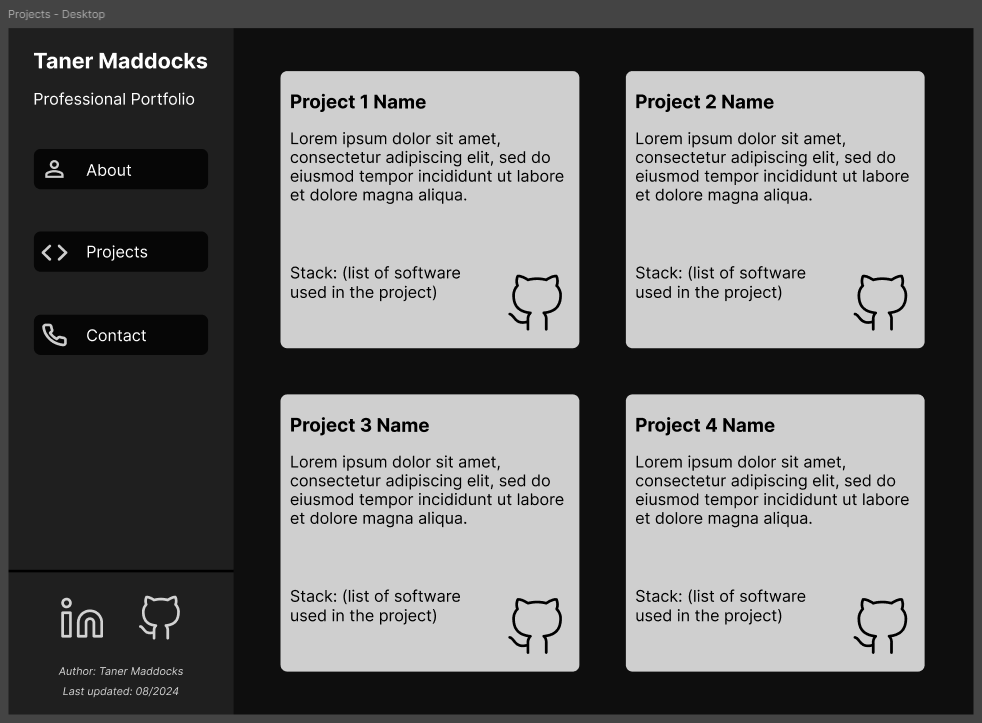 Projects - Desktop
Taner Maddocks
Professional Portfolio
About
Projects
Contact
in
Author: Taner Maddocks
Last updated: 08/2024
Project 1 Name
Lorem ipsum dolor sit amet,
consectetur adipiscing elit, sed do
eiusmod tempor incididunt ut labore
et dolore magna aliqua.
Stack: (list of software
used in the project)
Project 2 Name
Lorem ipsum dolor sit amet,
consectetur adipiscing elit, sed do
eiusmod tempor incididunt ut labore
et dolore magna aliqua.
Stack: (list of software
used in the project)
Project 3 Name
Lorem ipsum dolor sit amet,
consectetur adipiscing elit, sed do
eiusmod tempor incididunt ut labore
et dolore magna aliqua.
Stack: (list of software
used in the project)
Project 4 Name
Lorem ipsum dolor sit amet,
consectetur adipiscing elit, sed do
eiusmod tempor incididunt ut labore
et dolore magna aliqua.
Stack: (list of software
used in the project)